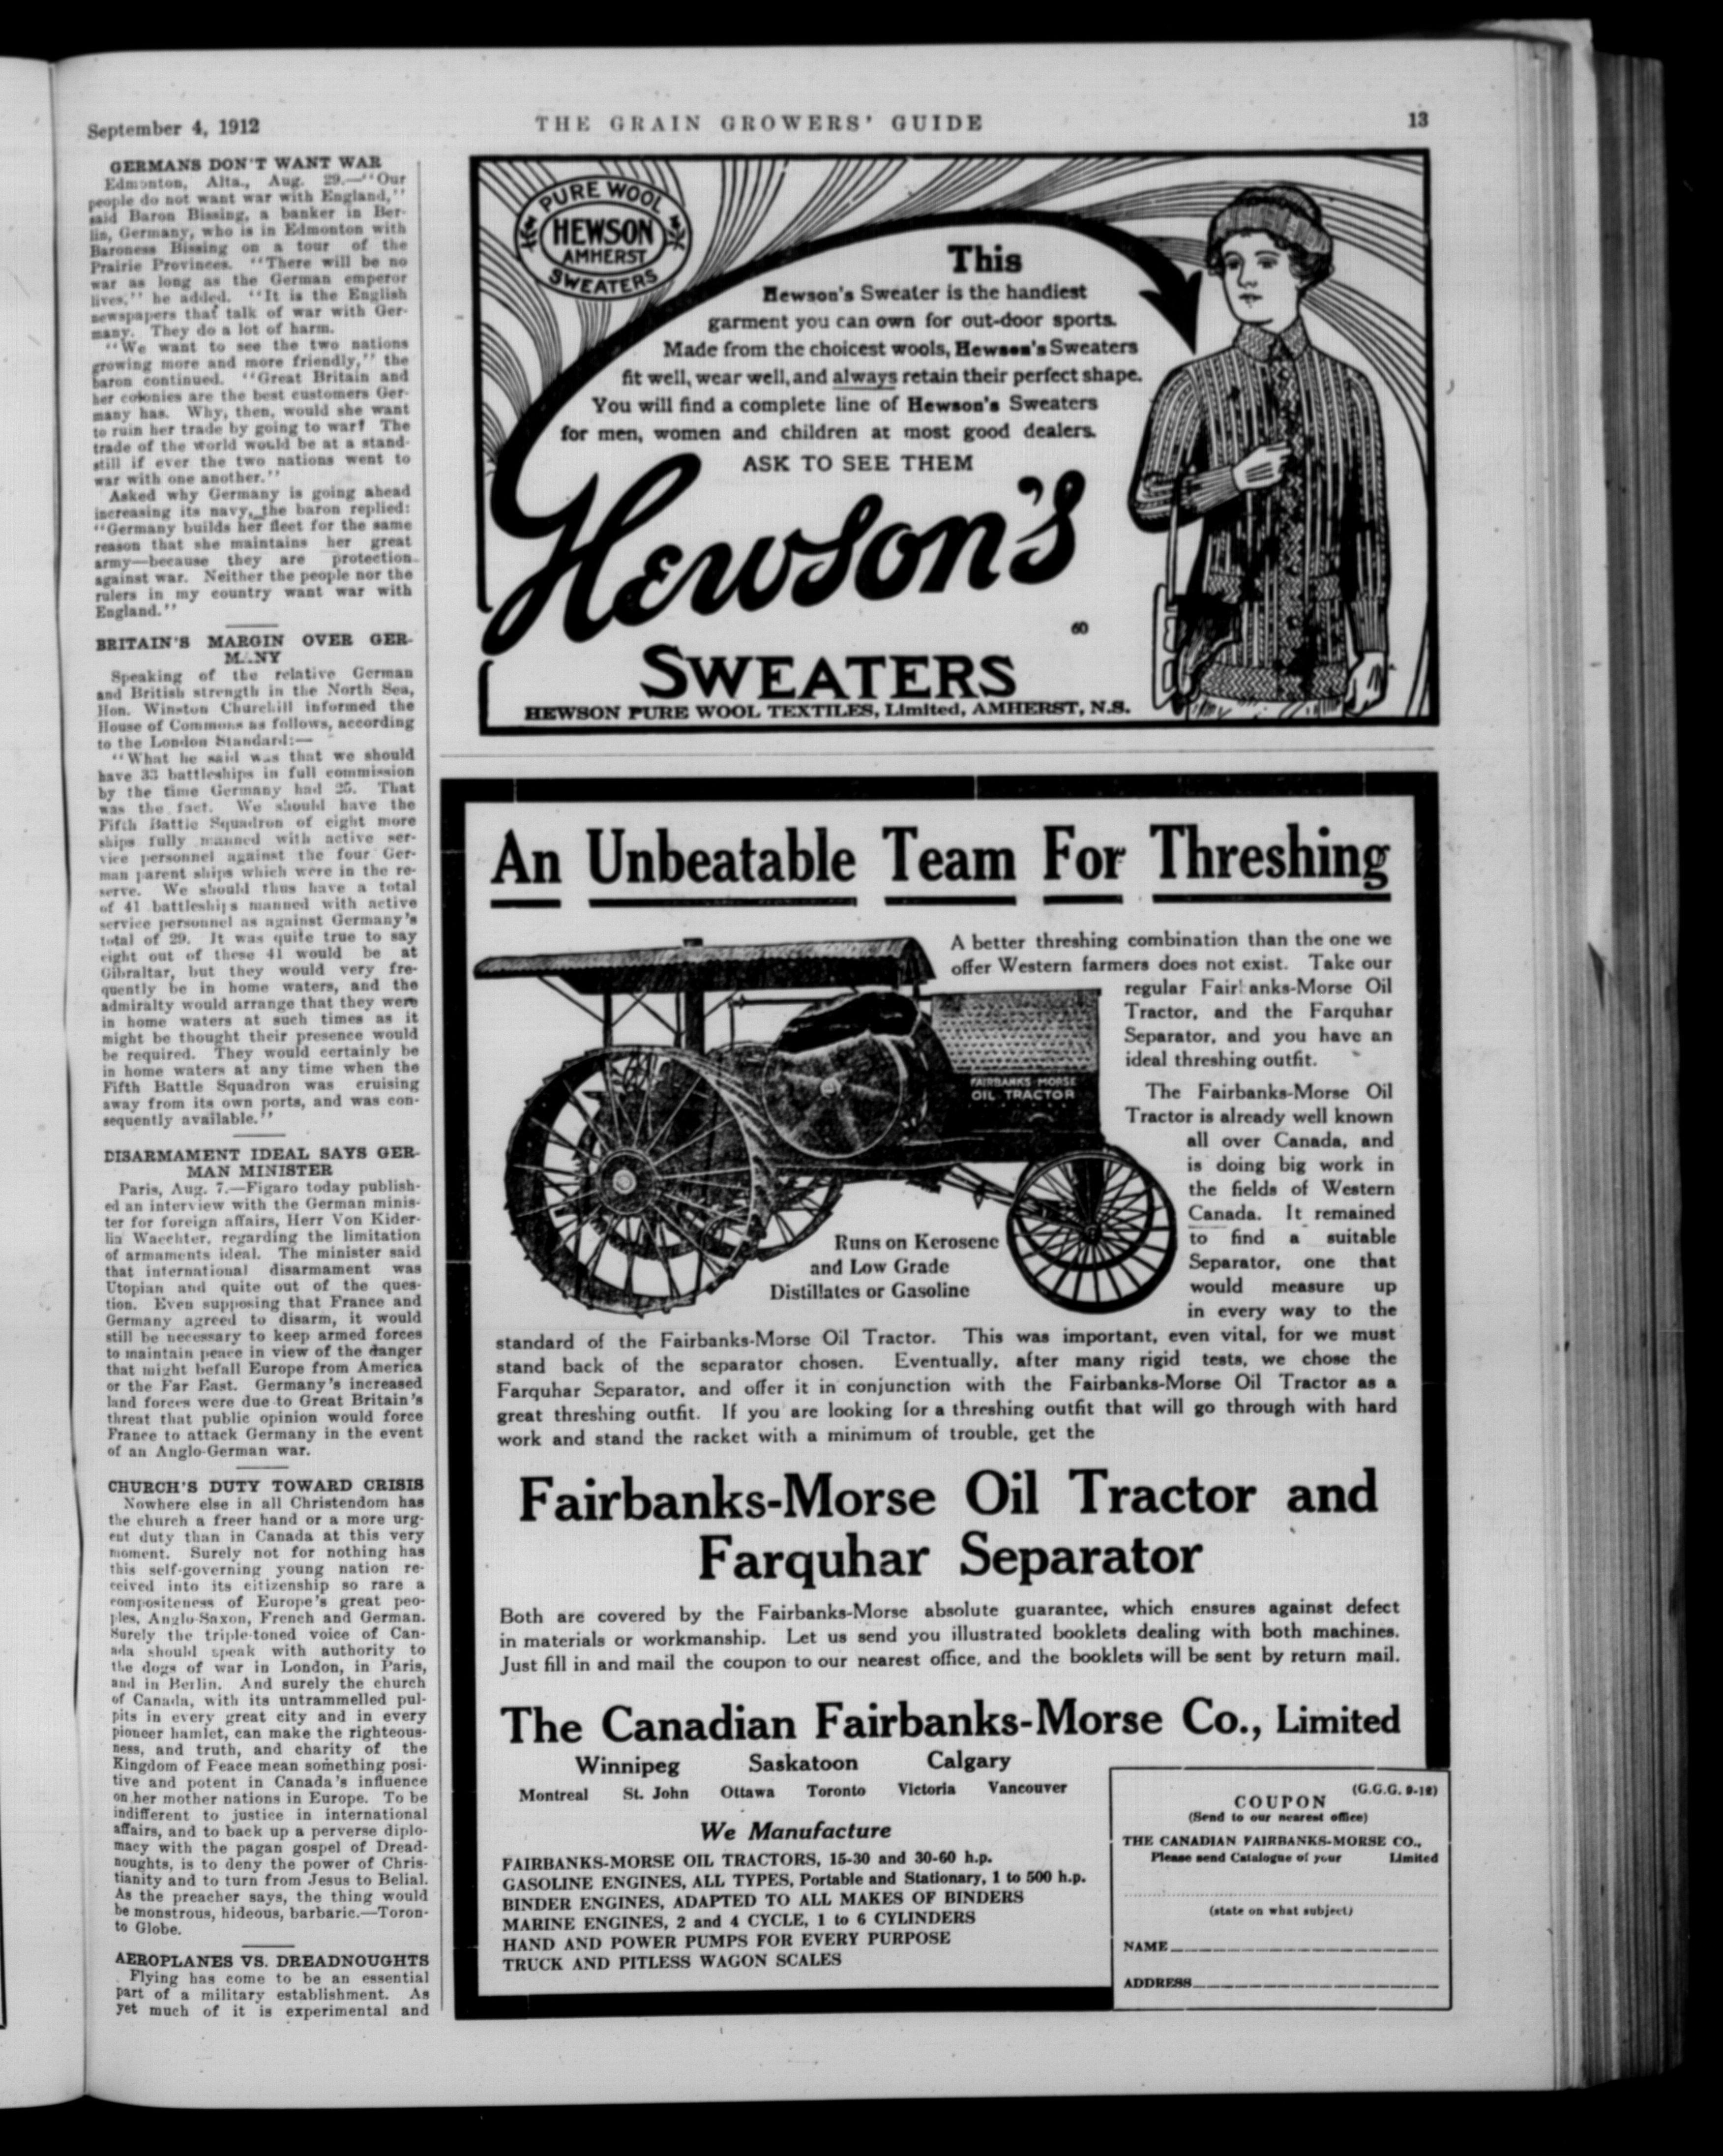 September 4, 1912
THE GRAIN GROWERS' GUIDE
13
GERMANS DON'T WANT WAR
Edmonton, Alta., Aug. 29.—"Our
people do not want war with England,"
said Baron Bissing, a banker in Ber-
lin, Germany, who is in Edmonton with
Baroness Bissing on a tour of the
Prairie Provinces. "There will be no
war as long as the German emperor
lives," he added. "It is the English
newspapers that talk of war with Ger-
many. They do a lot of harm.
"We want to see the two nations
growing more and more friendly," the
baron continued. "Great Britain and
her colonies are the best customers Ger-
many has. Why, then, would she want
to ruin her trade by going to war? The
trade of the world would be at a stand-
still if ever the two nations went to
war with one another."
Asked why Germany is going ahead
increasing its navy, the baron replied:
"Germany builds her fleet for the same
reason that she maintains her great
army—because they are protection
against war. Neither the people nor the
rulers in my country want war with
England."
BRITAIN'S MARGIN OVER GER-
MANY
Speaking of the relative German
and British strength in the North Sea,
Hon. Winston Churchill informed the
House of Commons as follows, according
to the London Standard:—
"What he said was that we should
have 33 battleships in full commission
by the time Germany had 25. That
was the fact. We should have the
Fifth Battle Squadron of eight more
ships fully manned with active ser-
vice personnel against the four Ger-
man parent ships which were in the re-
serve. We should thus have a total
of 41 battleships manned with active
service personnel as against Germany's
total of 29. It was quite true to say
eight out of these 41 would be at
Gibraltar, but they would very fre-
quently be in home waters, and the
admiralty would arrange that they were
in home waters at such times as it
might be thought their presence would
be required. They would certainly be
in home waters at any time when the
Fifth Battle Squadron was cruising
away from its own ports, and was con-
sequently available."
DISARMAMENT IDEAL SAYS GER-
MAN MINISTER
Paris, Aug. 7.—Figaro today publish-
ed an interview with the German minis-
ter for foreign affairs, Herr Von Kider-
lin Waechter, regarding the limitation
of armaments ideal. The minister said
that international disarmament was
Utopian and quite out of the ques-
tion. Even supposing that France and
Germany agreed to disarm, it would
still be necessary to keep armed forces
to maintain peace in view of the danger
that might befall Europe from America
or the Far East. Germany's increased
land forces were due to Great Britain's
threat that public opinion would force
France to attack Germany in the event
of an Anglo-German war.
CHURCH'S DUTY TOWARD CRISIS
Nowhere else in all Christendom has
the church a freer hand or a more urg-
ent duty than in Canada at this very
moment. Surely not for nothing has
this self-governing young nation re-
ceived into its citizenship so rare a
compositeness of Europe's great peo-
ples, Anglo-Saxon, French and German.
Surely the triple-toned voice of Can-
ada should speak with authority to
the dogs of war in London, in Paris,
and in Berlin. And surely the church
of Canada, with its untrammelled pul-
pits in every great city and in every
pioneer hamlet, can make the righteous-
ness, and truth, and charity of the
Kingdom of Peace mean something posi-
tive and potent in Canada's influence
on her mother nations in Europe. To be
indifferent to justice in international
affairs, and to back up a perverse diplo-
macy with the pagan gospel of Dread-
noughts, is to deny the power of Chris-
tianity and to turn from Jesus to Belial.
As the preacher says, the thing would
be monstrous, hideous, barbaric.—Toron-
to Globe.
AEROPLANES VS. DREADNOUGHTS
Flying has come to be an essential
part of a military establishment. As
yet much of it is experimental and
PURE WOOL
HEWSON
AMHERST
SWEATERS
This
Hewson's Sweater is the handiest
garment you can own for out-door sports.
Made from the choicest wools, Hewson's Sweaters
fit well, wear well, and always retain their perfect shape.
You will find a complete line of Hewson's Sweaters
for men, women and children at most good dealers.
ASK TO SEE THEM
Hewson's
60
SWEATERS
HEWSON PURE WOOL TEXTILES, Limited, AMHERST, N.S.
An Unbeatable Team For Threshing
A better threshing combination than the one we
offer Western farmers does not exist. Take our
regular Fairbanks-Morse Oil
Tractor, and the Farquhar
Separator, and you have an
ideal threshing outfit.
FAIRBANKS-MORSE
OIL TRACTOR
The Fairbanks-Morse Oil
Tractor is already well known
all over Canada, and
is doing big work in
the fields of Western
Canada. It remained
to find a suitable
Separator, one that
would measure up
in every way to the
Runs on Kerosene
and Low Grade
Distillates or Gasoline
standard of the Fairbanks-Morse Oil Tractor. This was important, even vital, for we must
stand back of the separator chosen. Eventually, after many rigid tests, we chose the
Farquhar Separator, and offer it in conjunction with the Fairbanks-Morse Oil Tractor as a
great threshing outfit. If you are looking for a threshing outfit that will go through with hard
work and stand the racket with a minimum of trouble, get the
Fairbanks-Morse Oil Tractor and
Farquhar Separator
Both are covered by the Fairbanks-Morse absolute guarantee, which ensures against defect
in materials or workmanship. Let us send you illustrated booklets dealing with both machines.
Just fill in and mail the coupon to our nearest office, and the booklets will be sent by return mail.
The Canadian Fairbanks-Morse Co., Limited
Winnipeg Saskatoon Calgary
Montreal St. John Ottawa Toronto Victoria Vancouver
We Manufacture
FAIRBANKS-MORSE OIL TRACTORS, 15-30 and 30-60 h.p.
GASOLINE ENGINES, ALL TYPES, Portable and Stationary, 1 to 500 h.p.
BINDER ENGINES, ADAPTED TO ALL MAKES OF BINDERS
MARINE ENGINES, 2 and 4 CYCLE, 1 to 6 CYLINDERS
HAND AND POWER PUMPS FOR EVERY PURPOSE
TRUCK AND PITLESS WAGON SCALES
(G.G.G. 9-12)
COUPON
(Send to our nearest office)
THE CANADIAN FAIRBANKS-MORSE CO.,
Please send Catalogue of your Limited
(state on what subject)
NAME
ADDRESS